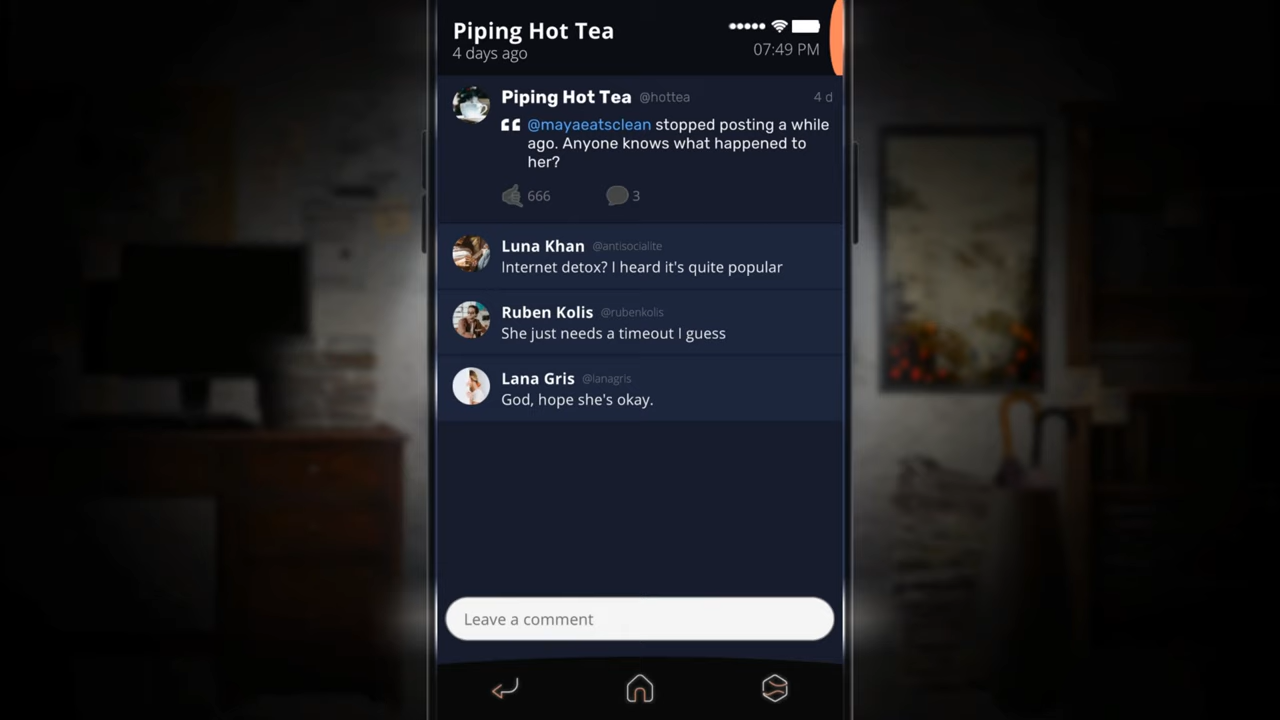 Piping Hot Tea
4 days ago
07:49 PM
Piping Hot Tea @hottea 4 d
@mayaeatsclean stopped posting a while
ago. Anyone knows what happened to
her?
666 3
Luna Khan @antisocialite
Internet detox? I heard it's quite popular
Ruben Kolis @rubenkolis
She just needs a timeout I guess
Lana Gris @lanagris
God, hope she's okay.
Leave a comment